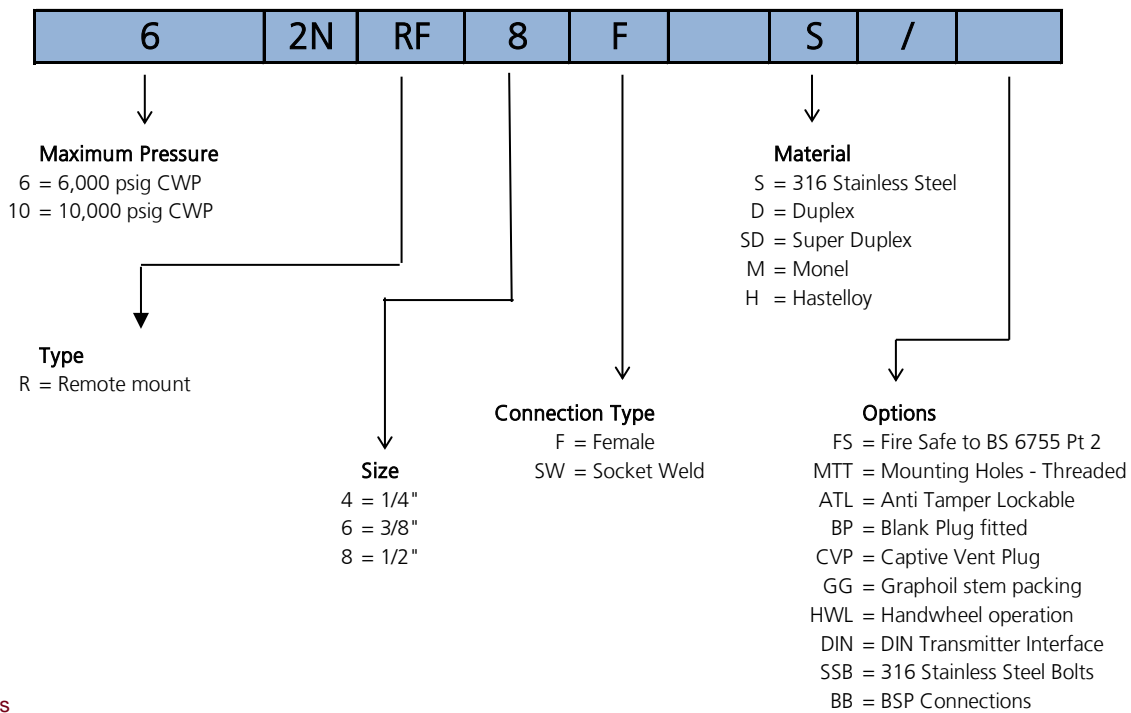 6 2N RF 8 F S /
Maximum Pressure
6 = 6,000 psig CWP
10 = 10,000 psig CWP
Material
S = 316 Stainless Steel
D = Duplex
SD = Super Duplex
M = Monel
H = Hastelloy
Type
R = Remote mount
Size
4 = 1/4"
6 = 3/8"
8 = 1/2"
Connection Type
F = Female
SW = Socket Weld
Options
FS = Fire Safe to BS 6755 Pt 2
MTT = Mounting Holes - Threaded
ATL = Anti Tamper Lockable
BP = Blank Plug fitted
CVP = Captive Vent Plug
GG = Graphoil stem packing
HWL = Handwheel operation
DIN = DIN Transmitter Interface
SSB = 316 Stainless Steel Bolts
BB = BSP Connections